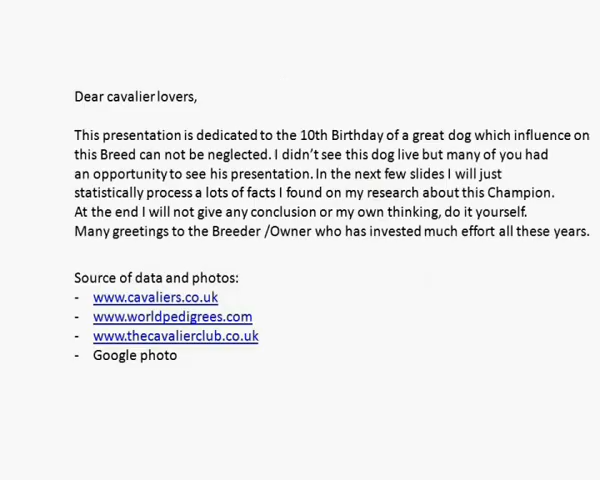 Dear cavalier lovers,
This presentation is dedicated to the 10th Birthday of a great dog which influence on
this Breed can not be neglected. I didn't see this dog live but many of you had
an opportunity to see his presentation. In the next few slides I will just
statistically process a lots of facts I found on my research about this Champion.
At the end I will not give any conclusion or my own thinking, do it yourself.
Many greetings to the Breeder /Owner who has invested much effort all these years.
Source of data and photos:
- www.cavaliers.co.uk
- www.worldpedigrees.com
- www.thecavalierclub.co.uk
- Google photo